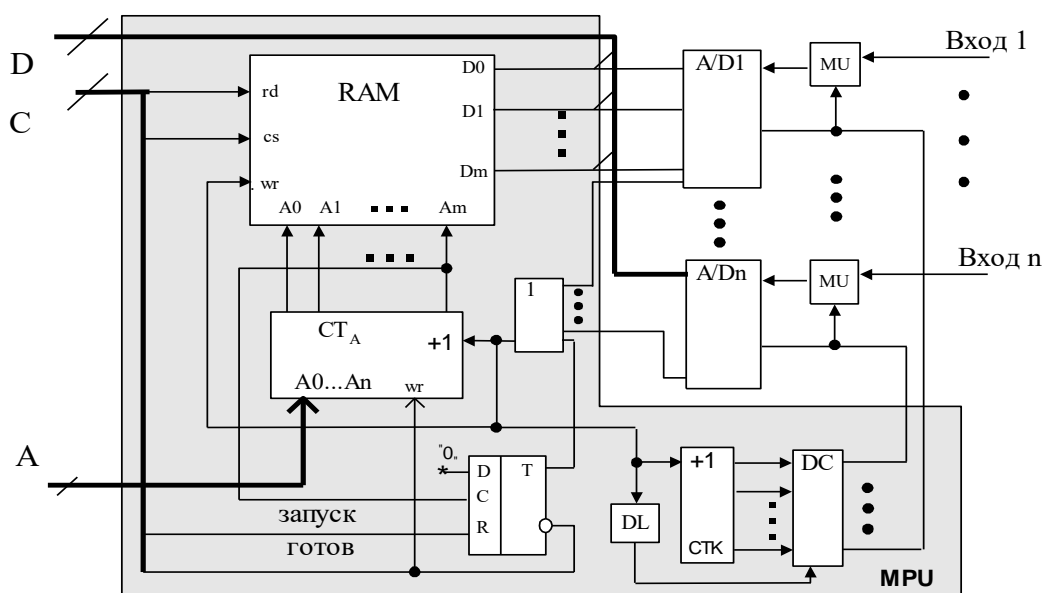 D
C
A
RAM
rd
cs
wr
D0
D1
Dm
A0 A1 Am
A/D1
MU
Вход 1
A/Dn
MU
Вход n
1
CT A
+1
A0...An wr
"0"
* D T
C
R
запуск
готов
+1
CTK
DL
DC
MPU